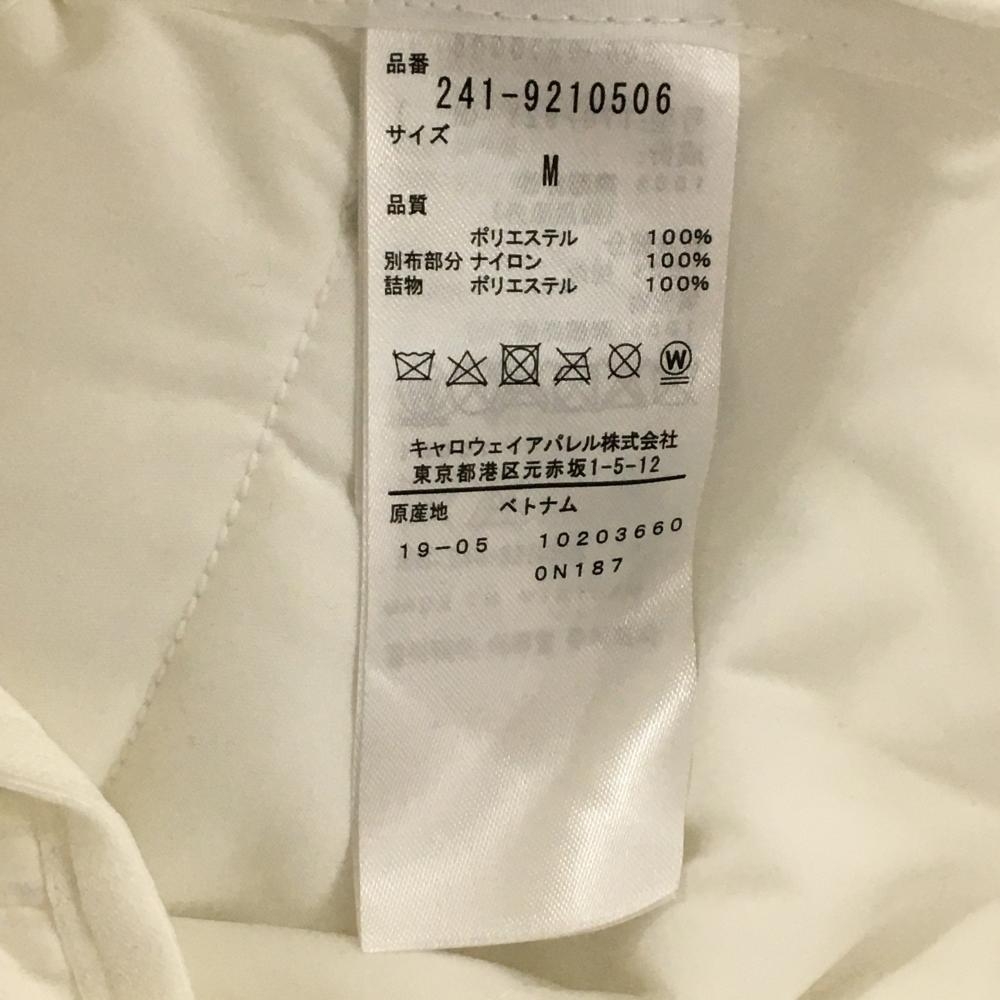 品番
241-9210506
サイズ
M
品質
ポリエステル 100%
別布部分 ナイロン 100%
詰物 ポリエステル 100%
W
キャロウェイアパレル株式会社
東京都港区元赤坂1-5-12
原産地 ベトナム
19-05 10203660
0N187